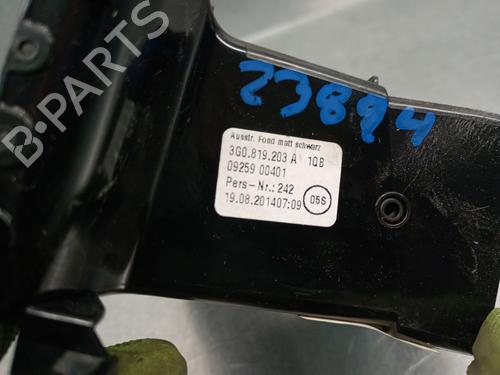 23894
B-PARTS
Ausstr. Fond matt schwarz
3G0.819.203 A 1QB
09259 00401
Pers-Nr.: 242
05S
19.08.201407:09